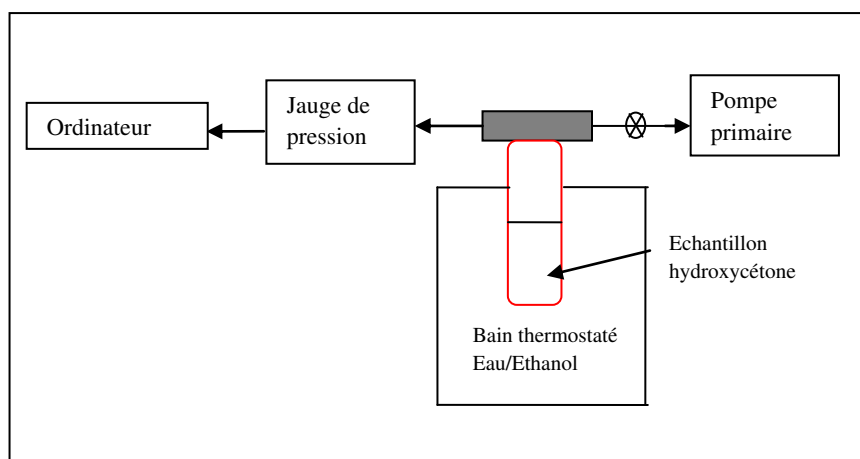 Ordinateur
Jauge de
pression
Pompe
primaire
Echantillon
hydroxycétone
Bain thermostaté
Eau/Ethanol